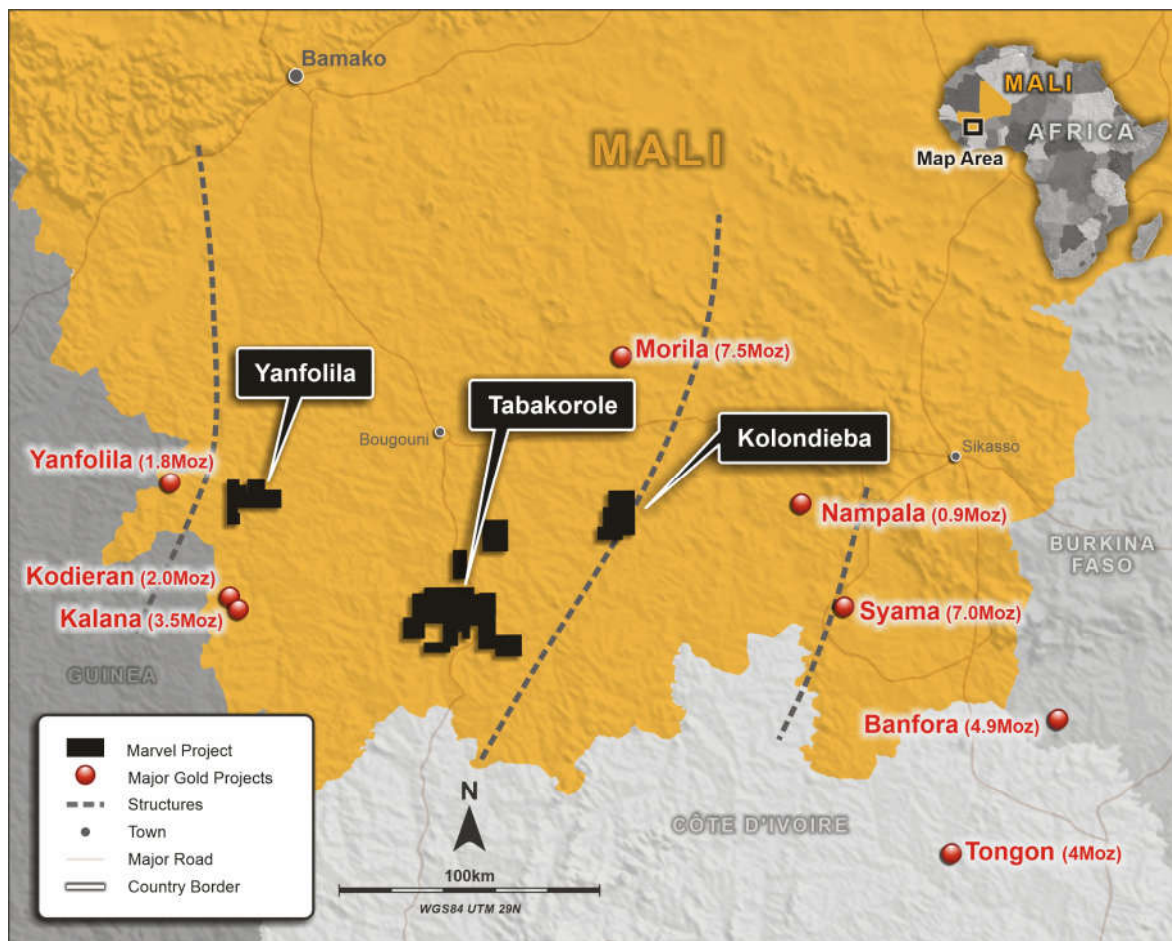 Bamako
MALI
MALI
AFRICA
Map Area
Yanfolila
Morila (7.5Moz)
Tabakorole
Bougouni
Kolondieba
Sikasso
Yanfolila (1.8Moz)
Nampala (0.9Moz)
BURKINA
FASO
Kodieran (2.0Moz)
Kalana (3.5Moz)
Syama (7.0Moz)
GUINEA
Banfora (4.9Moz)
Marvel Project
Major Gold Projects
Structures
Town
Major Road
Country Border
N
100km
WGS84 UTM 29N
CÔTE D'IVOIRE
Tongon (4Moz)